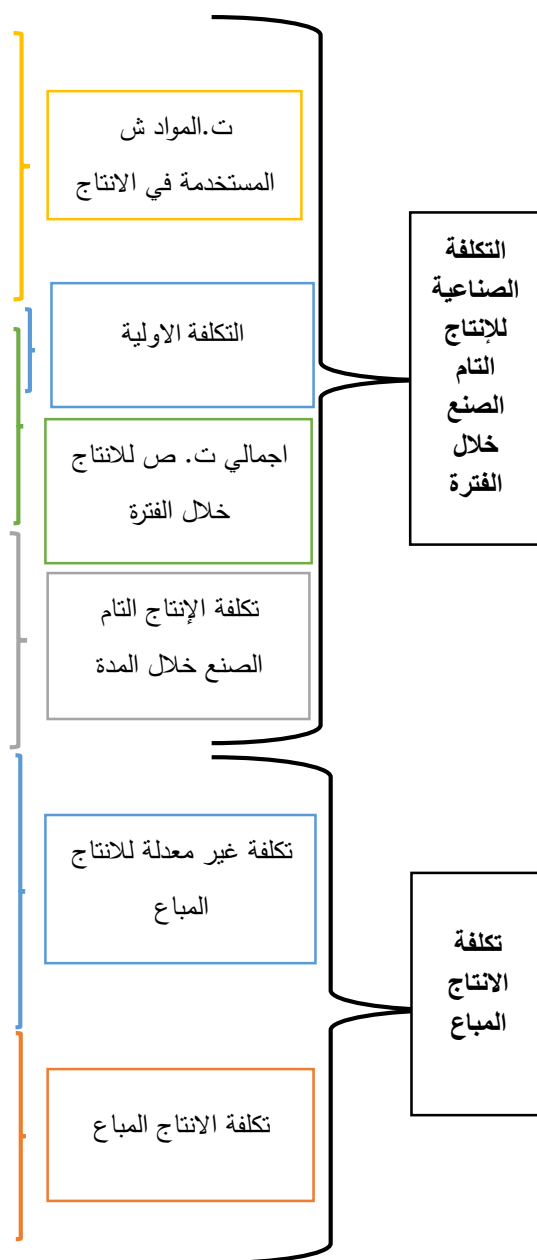 التكلفة
الصناعية
للإنتاج
التام
الصنع
خلال
الفترة
ت.المواد ش
المستخدمة في الانتاج
التكلفة الاولية
اجمالي ت. ص للانتاج
خلال الفترة
تكلفة الإنتاج التام
الصنع خلال المدة
تكلفة
الانتاج
المباع
تكلفة غير معدلة للانتاج
المباع
تكلفة الانتاج المباع